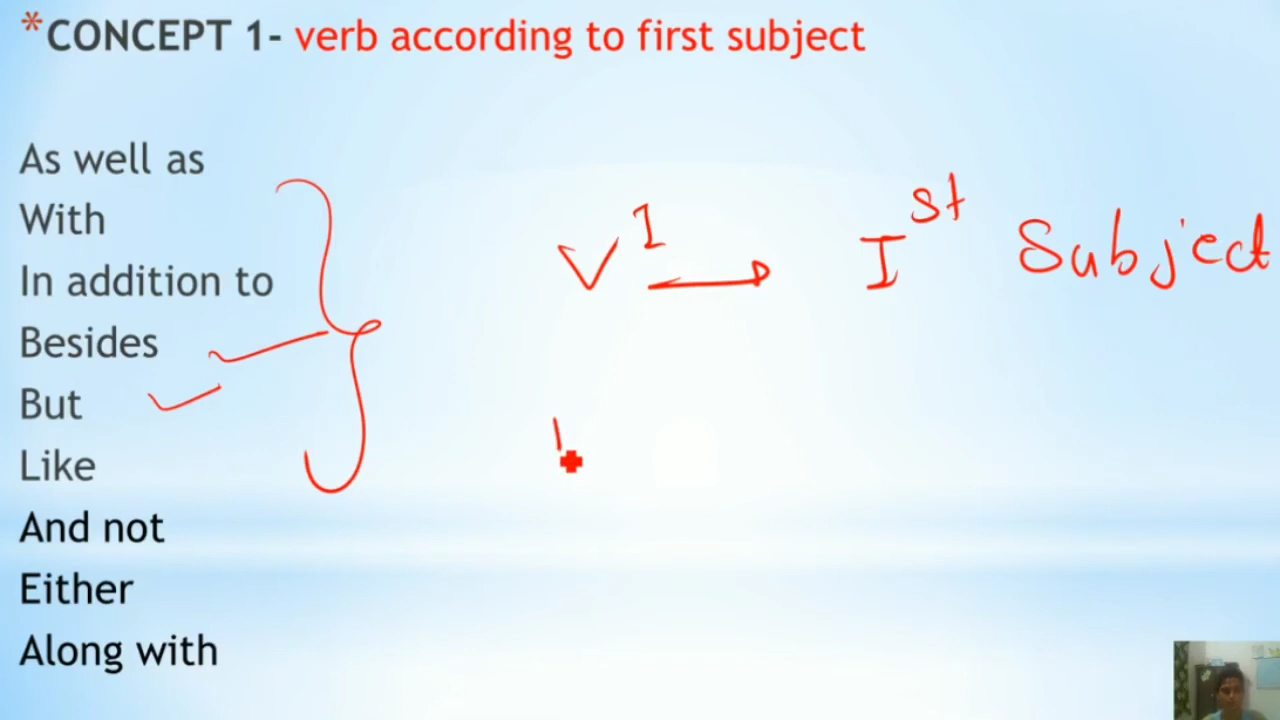 *CONCEPT 1- verb according to first subject
As well as
With
In addition to
Besides
But
Like
And not
Either
Along with
V¹ → Iˢᵗ Subject